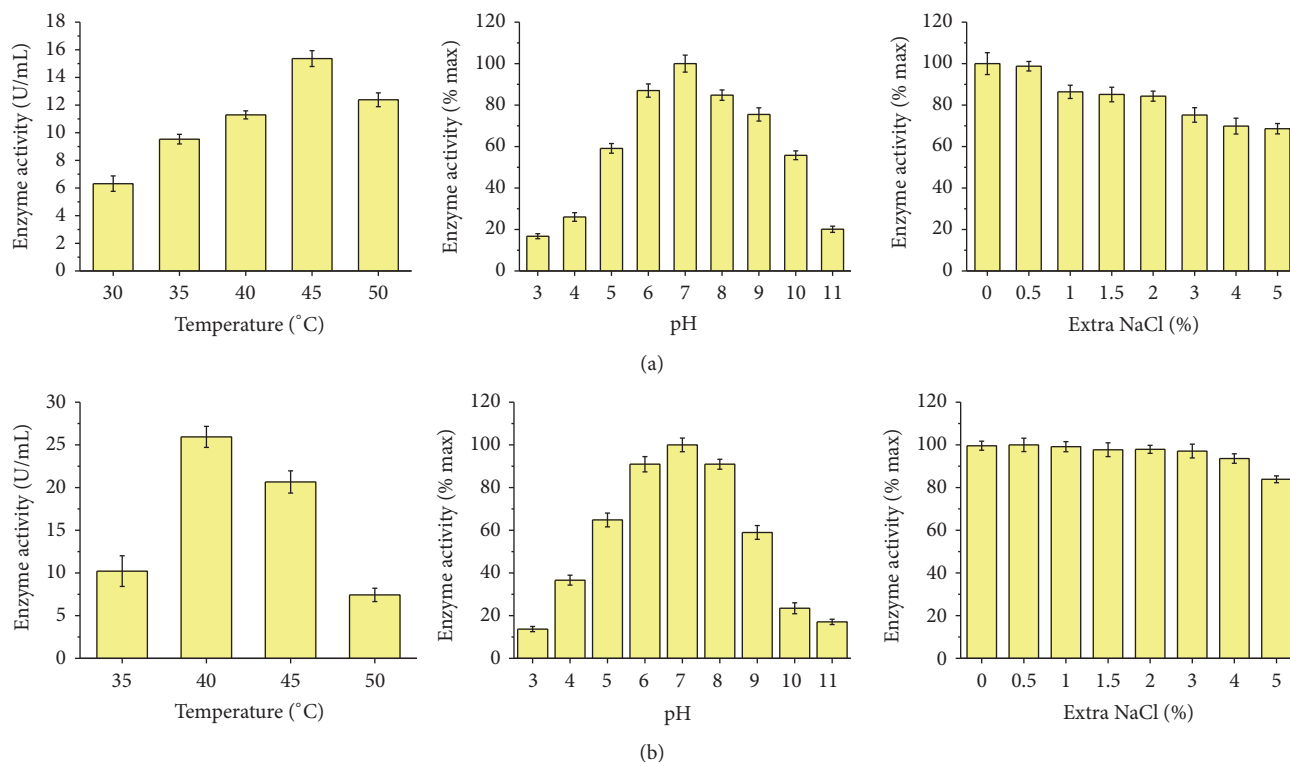 Enzyme activity (U/mL)
18
16
14
12
10
8
6
4
2
0
30 35 40 45 50
Temperature (°C)
Enzyme activity (% max)
120
100
80
60
40
20
0
3 4 5 6 7 8 9 10 11
pH
Enzyme activity (% max)
120
100
80
60
40
20
0
0 0.5 1 1.5 2 3 4 5
Extra NaCl (%)
(a)
Enzyme activity (U/mL)
30
25
20
15
10
5
0
35 40 45 50
Temperature (°C)
Enzyme activity (% max)
120
100
80
60
40
20
0
3 4 5 6 7 8 9 10 11
pH
Enzyme activity (% max)
120
100
80
60
40
20
0
0 0.5 1 1.5 2 3 4 5
Extra NaCl (%)
(b)